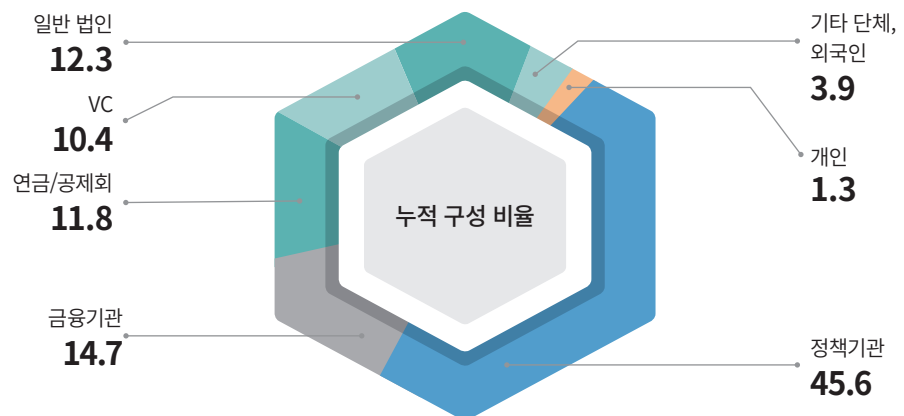 일반 법인
12.3
VC
10.4
연금/공제회
11.8
금융기관
14.7
누적 구성 비율
기타 단체,
외국인
3.9
개인
1.3
정책기관
45.6